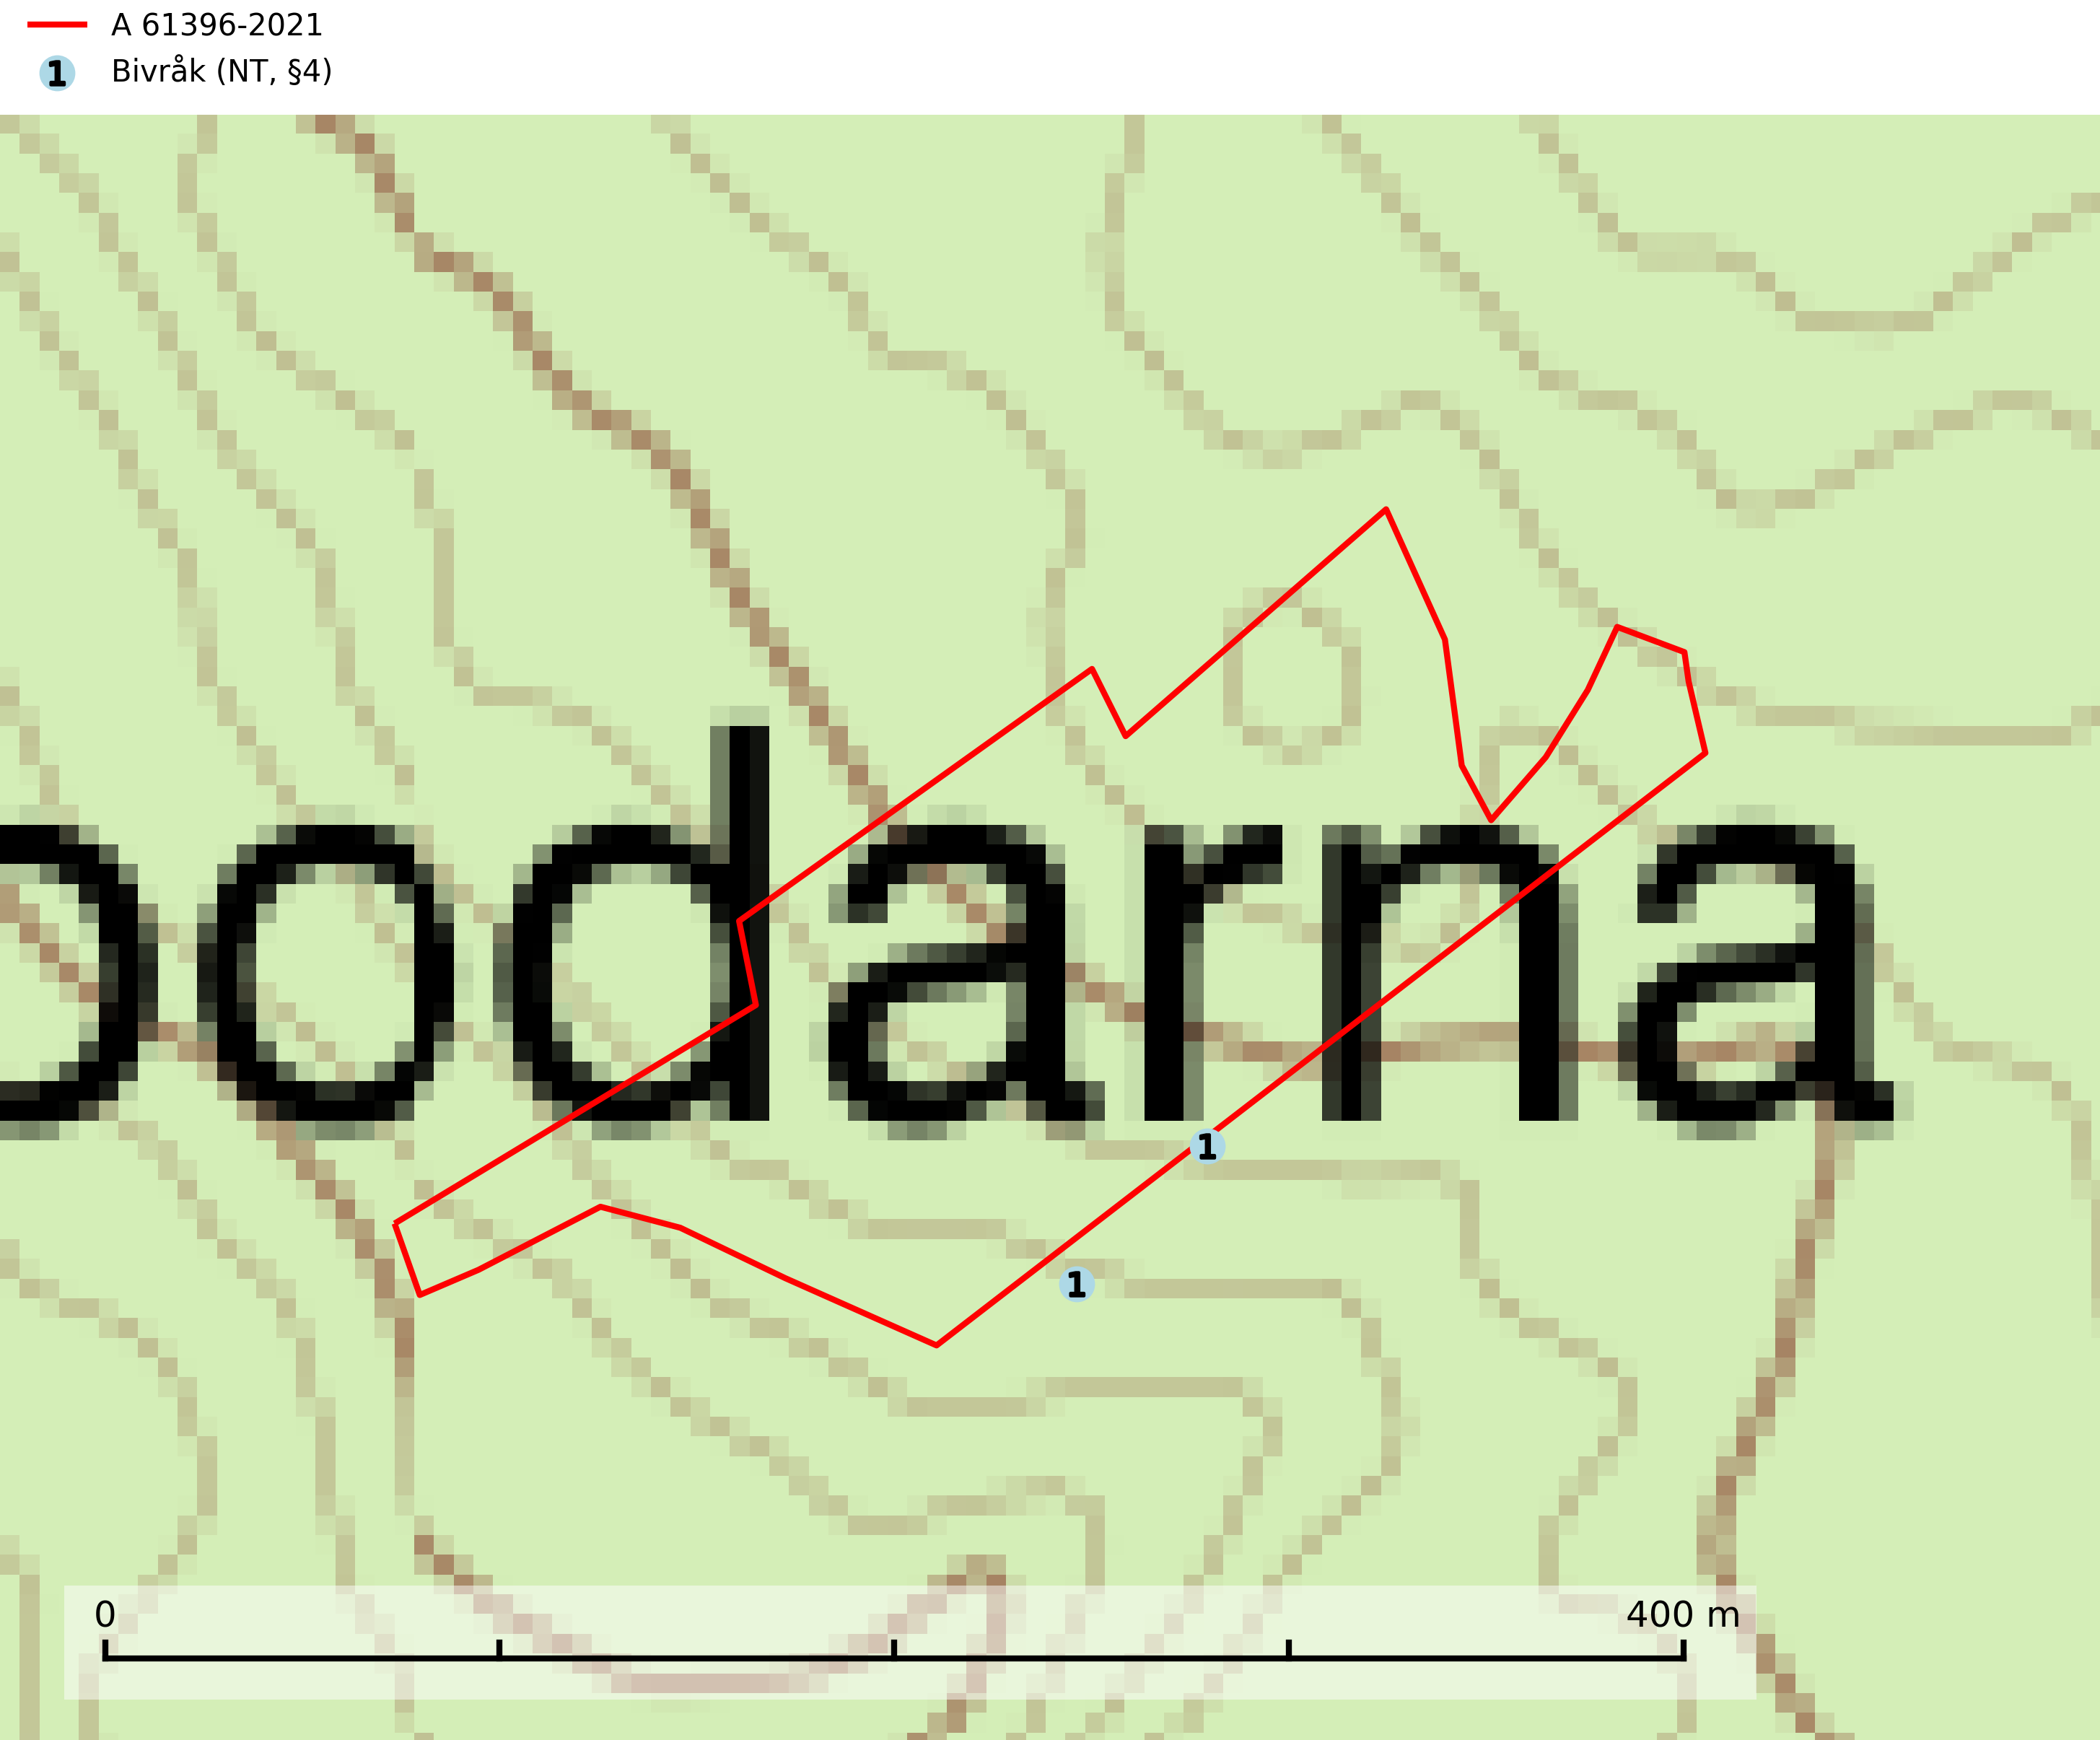 A 61396-2021
1 Bivråk (NT, §4)
odarna
1
1
0 400 m